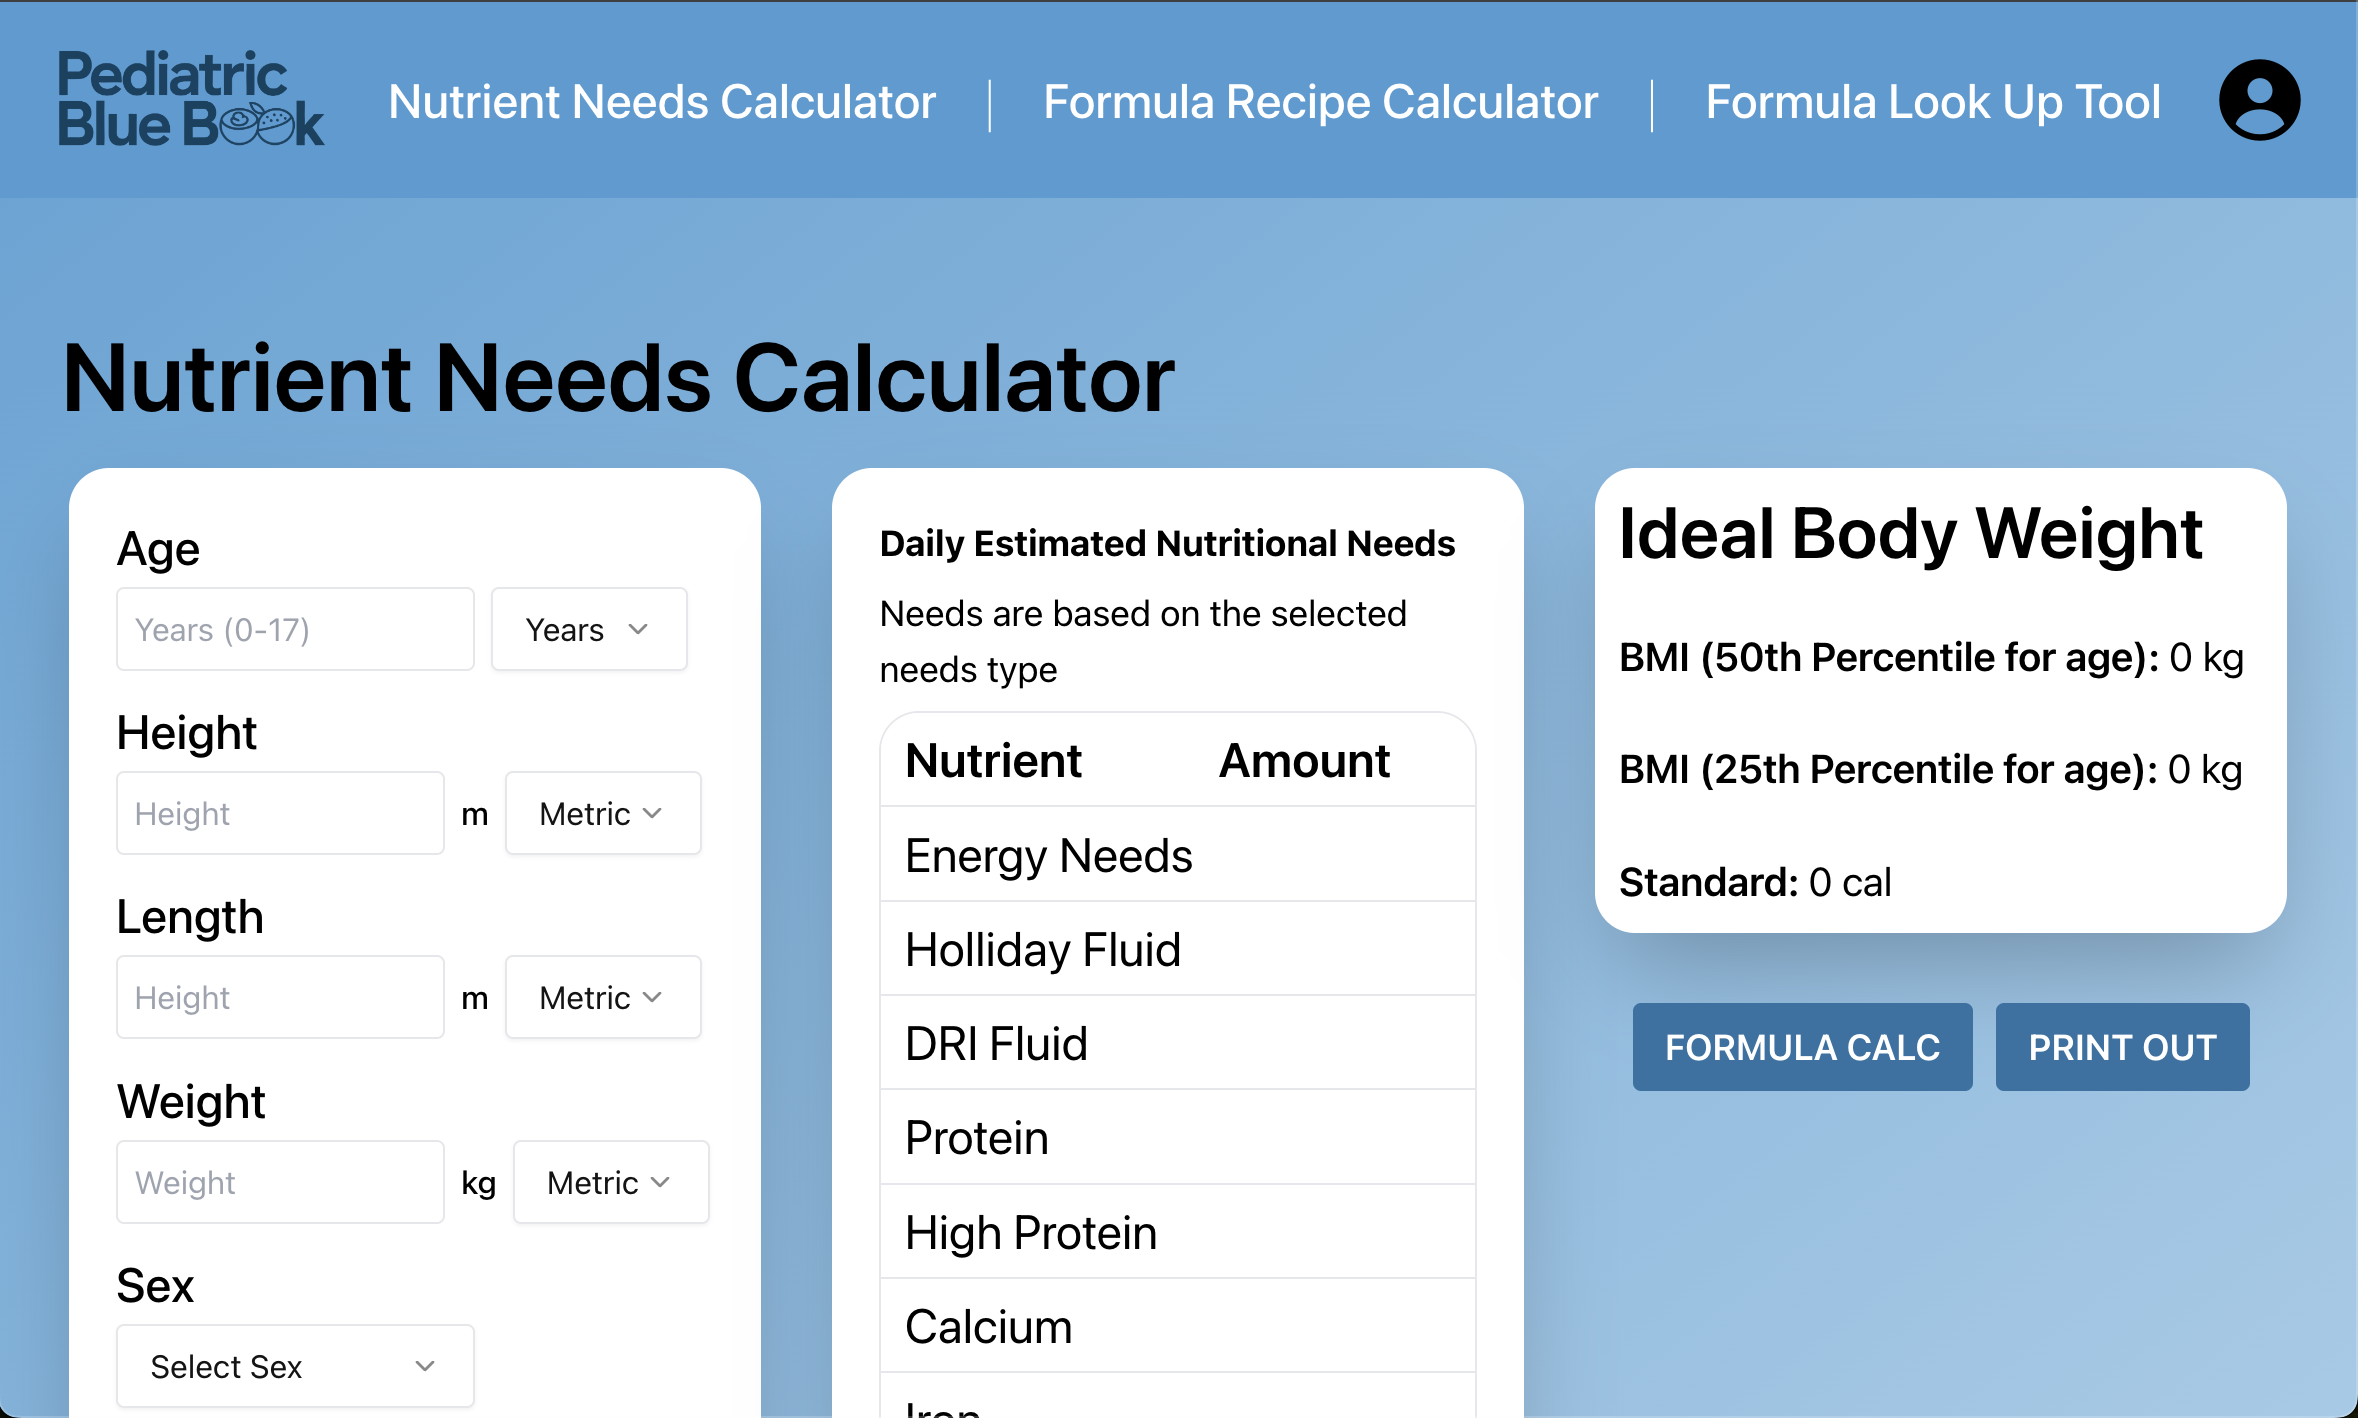 Pediatric
Blue Book
Nutrient Needs Calculator
Formula Recipe Calculator
Formula Look Up Tool
Nutrient Needs Calculator
Age
Years (0-17)
Years
Height
Height
m
Metric
Length
Height
m
Metric
Weight
Weight
kg
Metric
Sex
Select Sex
Daily Estimated Nutritional Needs
Needs are based on the selected
needs type
Nutrient Amount
Energy Needs
Holliday Fluid
DRI Fluid
Protein
High Protein
Calcium
Iron
Ideal Body Weight
BMI (50th Percentile for age): 0 kg
BMI (25th Percentile for age): 0 kg
Standard: 0 cal
FORMULA CALC
PRINT OUT